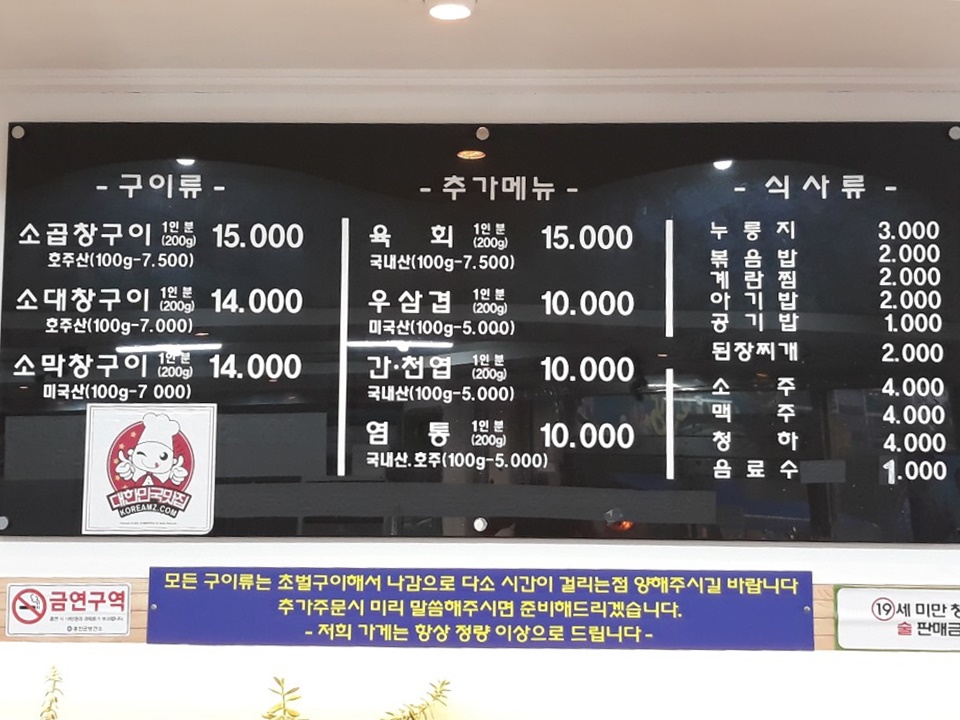 - 구이류 -
소곱창구이 1인분 (200g) 15.000
호주산(100g-7.500)
소대창구이 1인분 (200g) 14.000
호주산(100g-7.000)
소막창구이 1인분 (200g) 14.000
미국산(100g-7 000)
- 추가메뉴 -
육 회 1인분 (200g) 15.000
국내산(100g-7.500)
우삼겹 1인분 (200g) 10.000
미국산(100g-5.000)
간·천엽 1인분 (200g) 10.000
국내산(100g-5.000)
염 통 1인분 (200g) 10.000
국내산.호주(100g-5.000)
- 식사류 -
누룽지 3.000
볶음밥 2.000
계란찜 2.000
아기밥 2.000
공기밥 1.000
된장찌개 2.000
소 주 4.000
맥 주 4.000
청 하 4.000
음료수 1.000
대한민국맛집
KOREAMZ.COM
금연구역
모든 구이류는 초벌구이해서 나감으로 다소 시간이 걸리는점 양해주시길 바랍니다
추가주문시 미리 말씀해주시면 준비해드리겠습니다.
- 저희 가게는 항상 정량 이상으로 드립니다 -
19세 미만 청
술 판매금